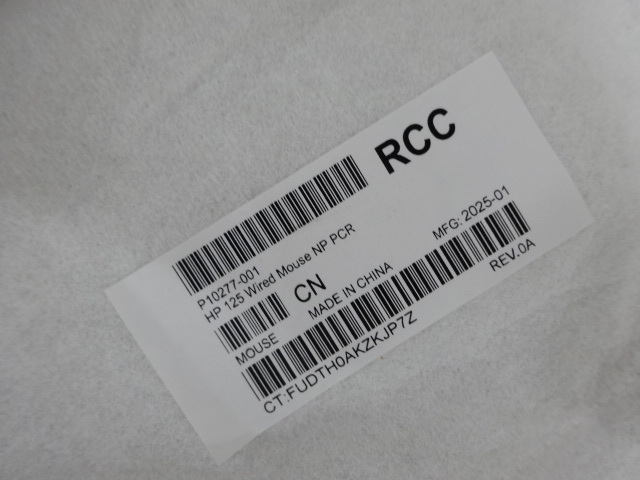 RCC
P10277-001
HP 125 Wired Mouse NP PCR
CN
MFG: 2025-01
MOUSE
MADE IN CHINA
REV.0A
CT:FUDTH0AKZKJP7Z